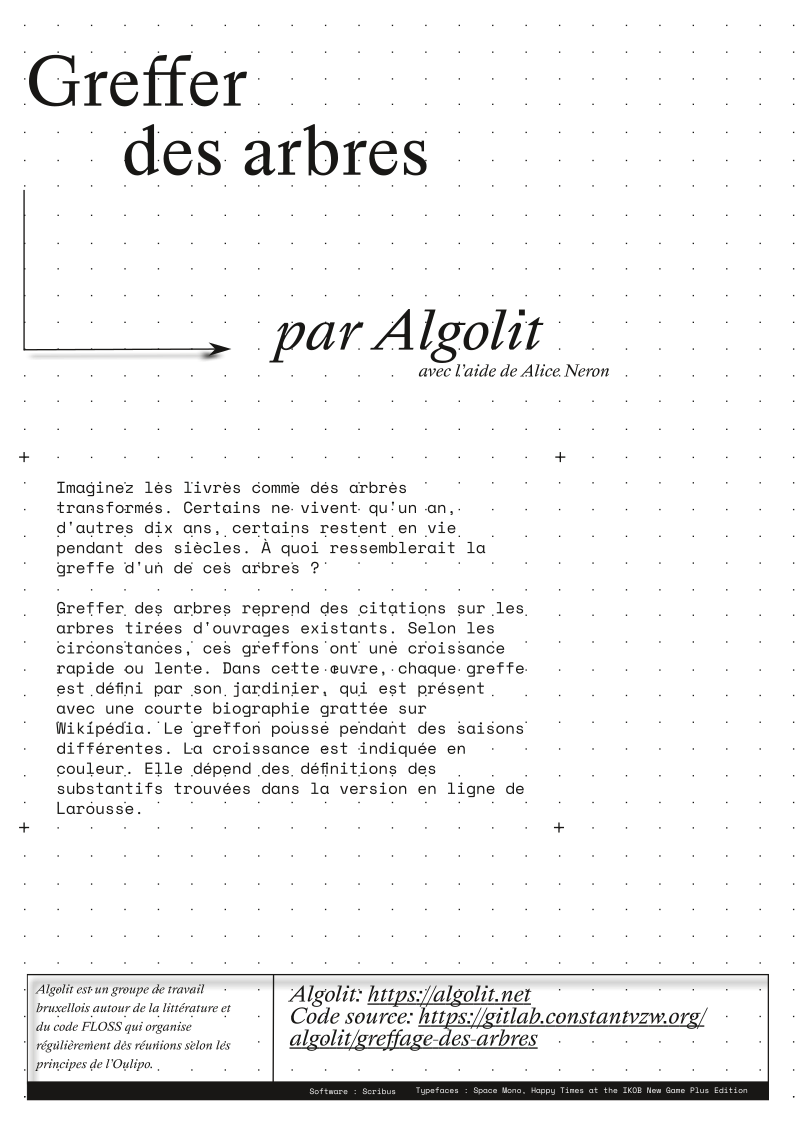 Greffer
des arbres
par Algolit
avec l'aide de Alice Neron
Imaginez les livres comme des arbres
transformés. Certains ne vivent qu'un an,
d'autres dix ans, certains restent en vie
pendant des siècles. À quoi ressemblerait la
greffe d'un de ces arbres ?
Greffer des arbres reprend des citations sur les
arbres tirées d'ouvrages existants. Selon les
circonstances, ces greffons ont une croissance
rapide ou lente. Dans cette œuvre, chaque greffe
est défini par son jardinier, qui est présent
avec une courte biographie grattée sur
Wikipédia. Le greffon pousse pendant des saisons
différentes. La croissance est indiquée en
couleur. Elle dépend des définitions des
substantifs trouvées dans la version en ligne de
Larousse.
Algolit est un groupe de travail
bruxellois autour de la littérature et
du code FLOSS qui organise
régulièrement des réunions selon les
principes de l'Oulipo.
Algolit: https://algolit.net
Code source: https://gitlab.constantvzw.org/
algolit/greffage-des-arbres
Software : Scribus Typefaces : Space Mono, Happy Times at the IKOB New Game Plus Edition